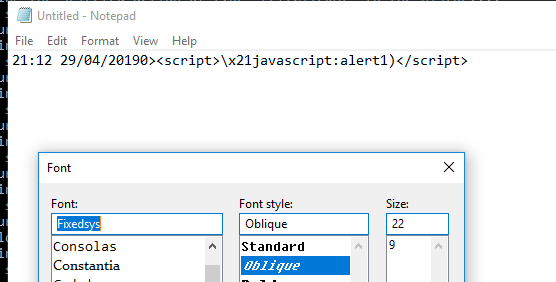 Untitled - Notepad
File Edit Format View Help
21:12 29/04/20190><script>\x21javascript:alert1)</script>
Font
Font: Font style: Size:
Fixedsys Oblique 22
Consolas Standard 9
Constantia Oblique